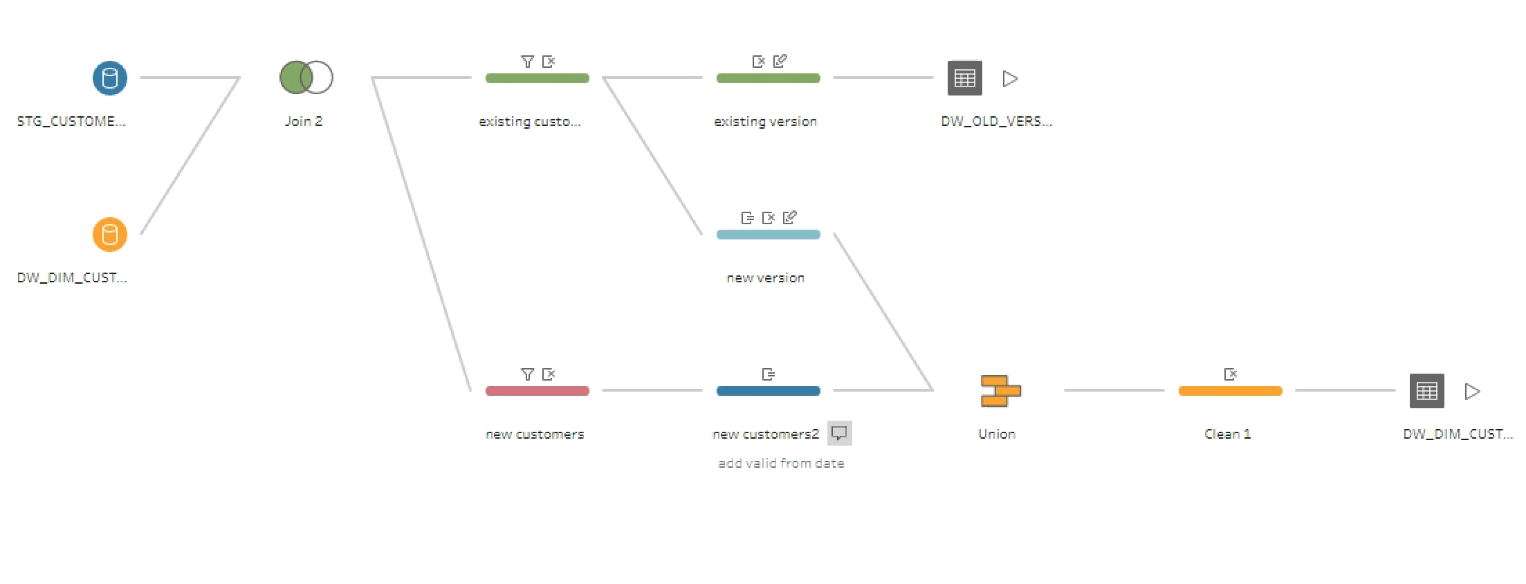 STG_CUSTOME...
Join 2
existing custo...
existing version
DW_OLD_VERS...
DW_DIM_CUST...
new version
new customers
new customers2
add valid from date
Union
Clean 1
DW_DIM_CUST...